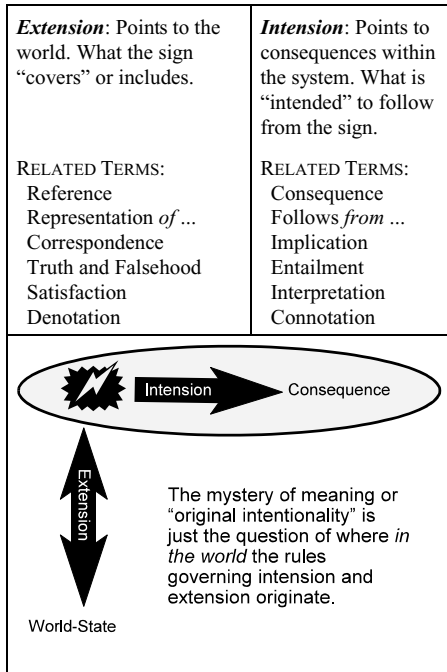 Extension: Points to the
world. What the sign
“covers” or includes.
RELATED TERMS:
Reference
Representation of ...
Correspondence
Truth and Falsehood
Satisfaction
Denotation
Intension: Points to
consequences within
the system. What is
“intended” to follow
from the sign.
RELATED TERMS:
Consequence
Follows from ...
Implication
Entailment
Interpretation
Connotation
Intension
Consequence
Extension
The mystery of meaning or
“original intentionality” is
just the question of where in
the world the rules
governing intension and
extension originate.
World-State